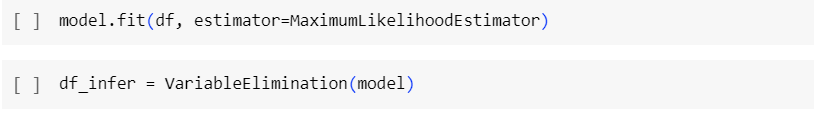 [ ] model.fit(df, estimator=MaximumLikelihoodEstimator)
[ ] df_infer = VariableElimination(model)